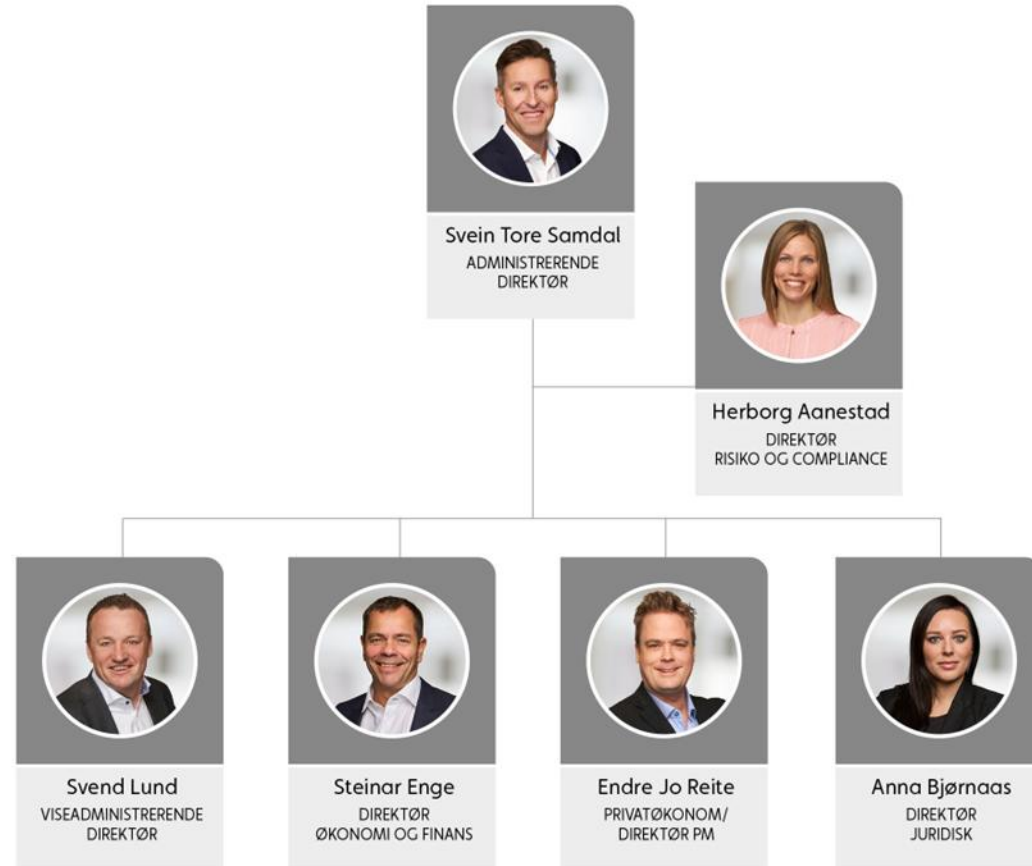 Svein Tore Samdal
ADMINISTRERENDE
DIREKTØR
Herborg Aanestad
DIREKTØR
RISIKO OG COMPLIANCE
Svend Lund
VISEADMINISTRERENDE
DIREKTØR
Steinar Enge
DIREKTØR
ØKONOMI OG FINANS
Endre Jo Reite
PRIVATØKONOM/
DIREKTØR PM
Anna Bjørnaas
DIREKTØR
JURIDISK